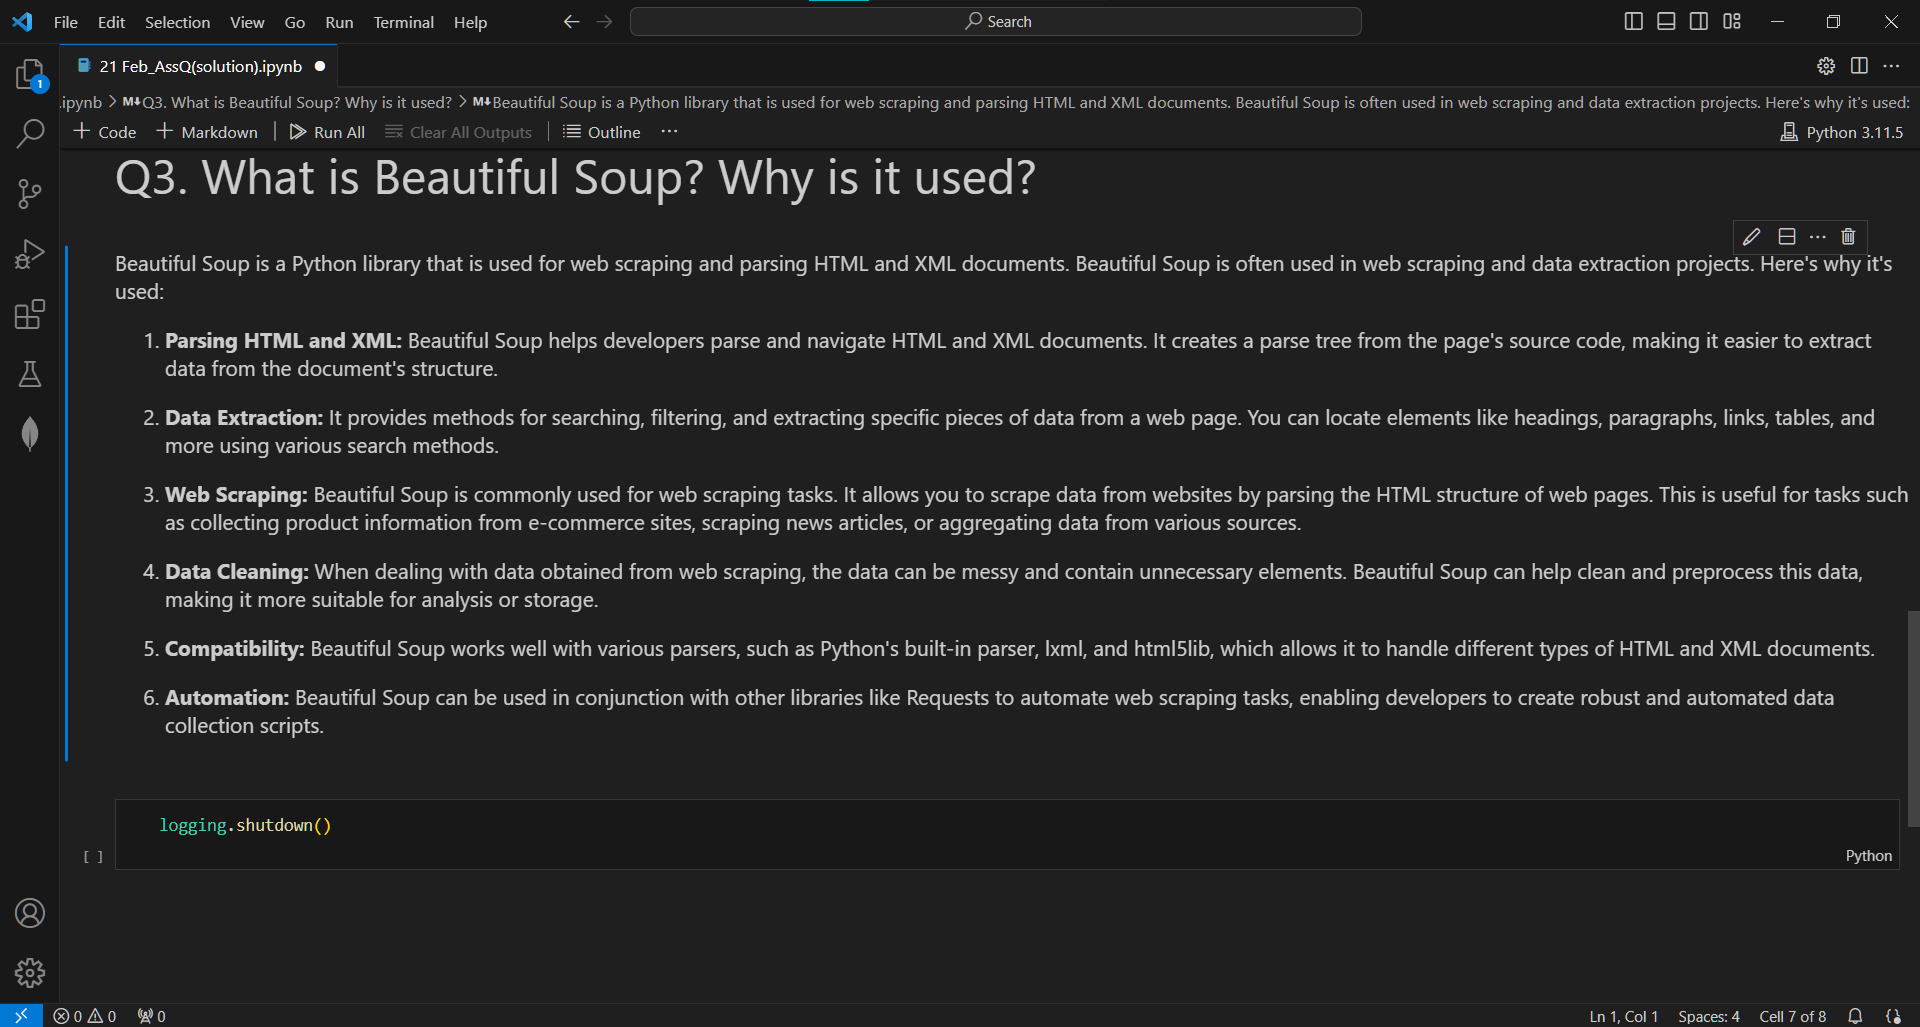 File Edit Selection View Go Run Terminal Help
Search
1
21 Feb_AssQ(solution).ipynb
.ipynb > M↓Q3. What is Beautiful Soup? Why is it used? > M↓Beautiful Soup is a Python library that is used for web scraping and parsing HTML and XML documents. Beautiful Soup is often used in web scraping and data extraction projects. Here's why it's used:
+ Code + Markdown | Run All Clear All Outputs | Outline ···
Python 3.11.5
Q3. What is Beautiful Soup? Why is it used?
Beautiful Soup is a Python library that is used for web scraping and parsing HTML and XML documents. Beautiful Soup is often used in web scraping and data extraction projects. Here's why it's
used:
1. Parsing HTML and XML: Beautiful Soup helps developers parse and navigate HTML and XML documents. It creates a parse tree from the page's source code, making it easier to extract
data from the document's structure.
2. Data Extraction: It provides methods for searching, filtering, and extracting specific pieces of data from a web page. You can locate elements like headings, paragraphs, links, tables, and
more using various search methods.
3. Web Scraping: Beautiful Soup is commonly used for web scraping tasks. It allows you to scrape data from websites by parsing the HTML structure of web pages. This is useful for tasks such
as collecting product information from e-commerce sites, scraping news articles, or aggregating data from various sources.
4. Data Cleaning: When dealing with data obtained from web scraping, the data can be messy and contain unnecessary elements. Beautiful Soup can help clean and preprocess this data,
making it more suitable for analysis or storage.
5. Compatibility: Beautiful Soup works well with various parsers, such as Python's built-in parser, lxml, and html5lib, which allows it to handle different types of HTML and XML documents.
6. Automation: Beautiful Soup can be used in conjunction with other libraries like Requests to automate web scraping tasks, enabling developers to create robust and automated data
collection scripts.
logging.shutdown()
[ ]
Python
0 0 0
Ln 1, Col 1 Spaces: 4 Cell 7 of 8